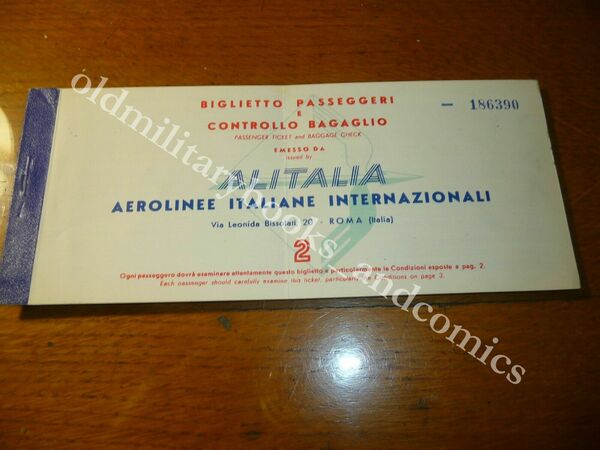 BIGLIETTO PASSEGGERI
E
CONTROLLO BAGAGLIO
PASSENGER TICKET and BAGGAGE CHECK
— 186390
EMESSO DA
issued by
ALITALIA
AEROLINEE ITALIANE INTERNAZIONALI
Via Leonida Bissolati 20 - ROMA (Italia)
2
Ogni passeggero dovrà esaminare attentamente questo biglietto e particolarmente le Condizioni esposte a pag. 2.
Each passenger should carefully examine this ticket, particularly the Conditions on page 2.
oldmilitarybooks_andcomics